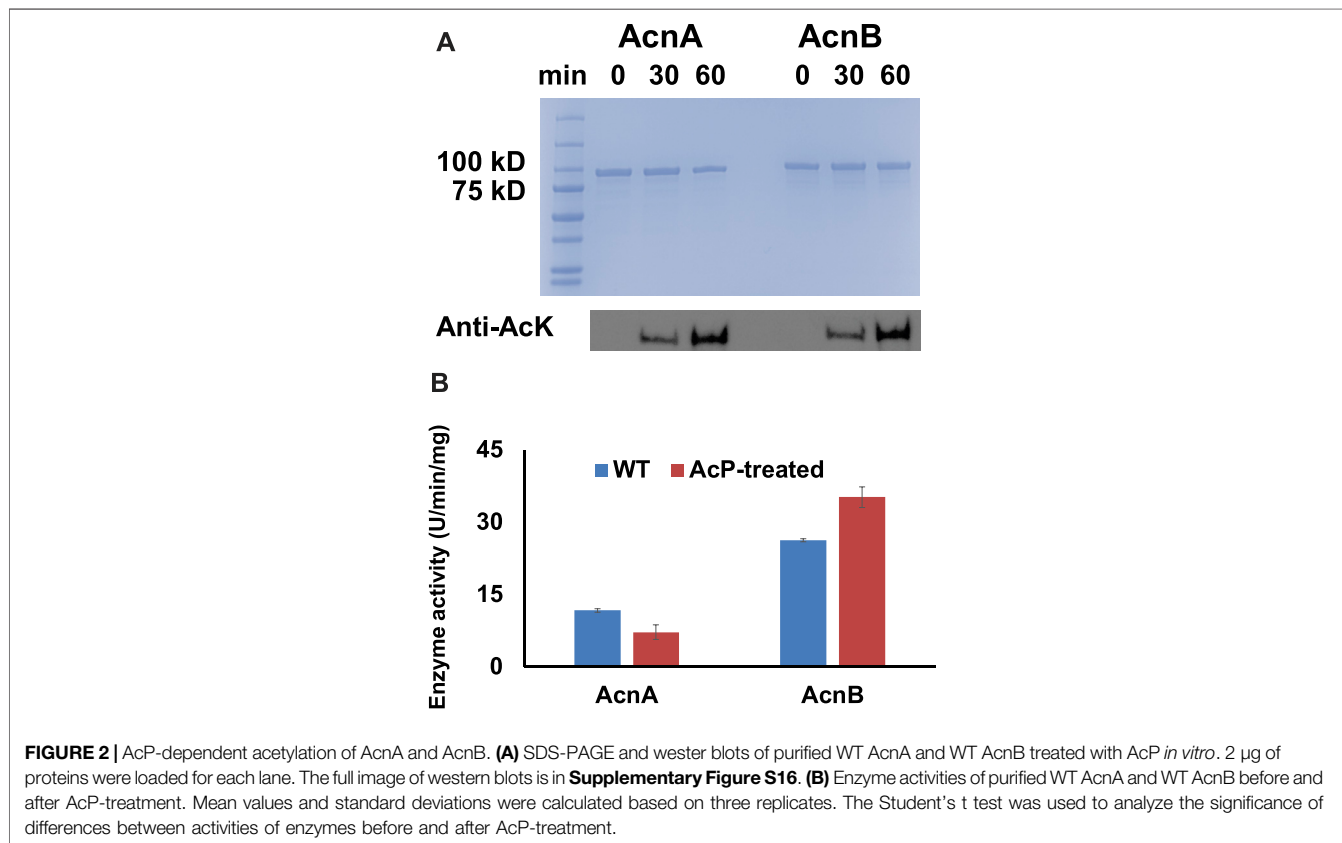 A
AcnA AcnB
min 0 30 60 0 30 60
100 kD
75 kD
Anti-AcK
B
Enzyme activity (U/min/mg)
45
30
15
0
WT AcP-treated
AcnA AcnB
FIGURE 2 | AcP-dependent acetylation of AcnA and AcnB. (A) SDS-PAGE and wester blots of purified WT AcnA and WT AcnB treated with AcP in vitro. 2 µg of
proteins were loaded for each lane. The full image of western blots is in Supplementary Figure S16. (B) Enzyme activities of purified WT AcnA and WT AcnB before and
after AcP-treatment. Mean values and standard deviations were calculated based on three replicates. The Student's t test was used to analyze the significance of
differences between activities of enzymes before and after AcP-treatment.